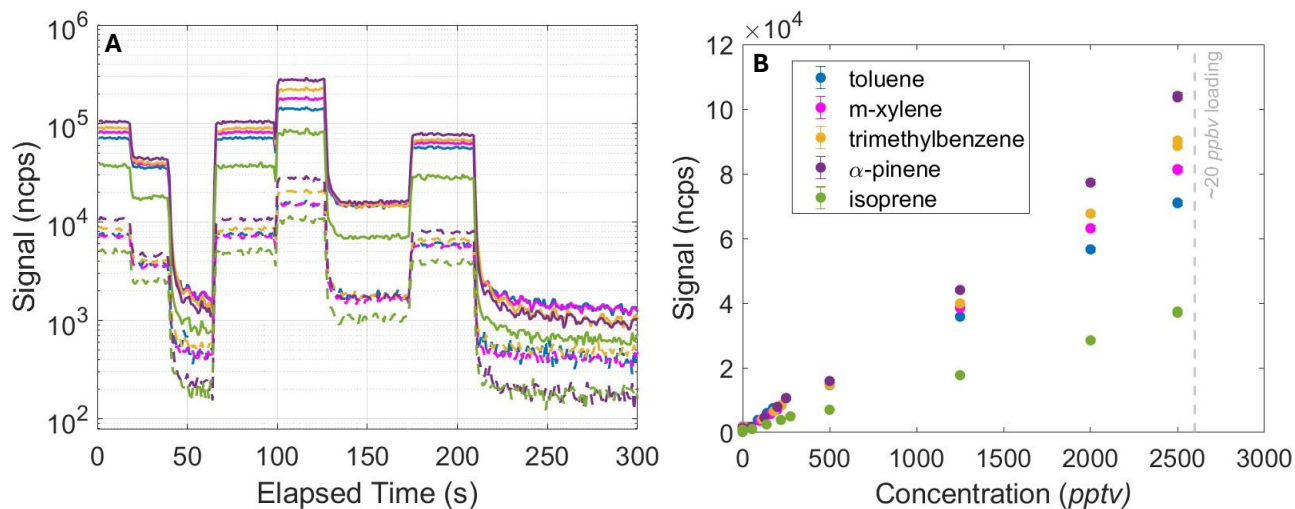 A
Signal (ncps)
10^6
10^5
10^4
10^3
10^2
0 50 100 150 200 250 300
Elapsed Time (s)
B
×10^4
Signal (ncps)
12
10
8
6
4
2
0
toluene
m-xylene
trimethylbenzene
α-pinene
isoprene
~20 ppbv loading
0 500 1000 1500 2000 2500 3000
Concentration (pptv)